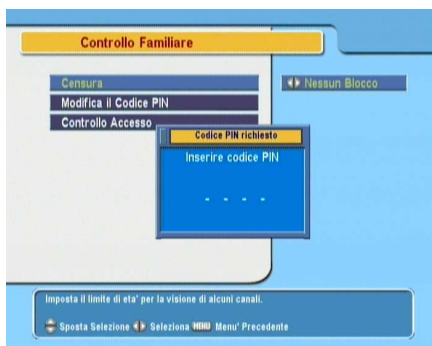 Controllo Familiare
Censura
Nessun Blocco
Modifica il Codice PIN
Controllo Accesso
Codice PIN richiesto
Inserire codice PIN
- - - -
Imposta il limite di eta' per la visione di alcuni canali.
Sposta Selezione Seleziona MENU Menu' Precedente